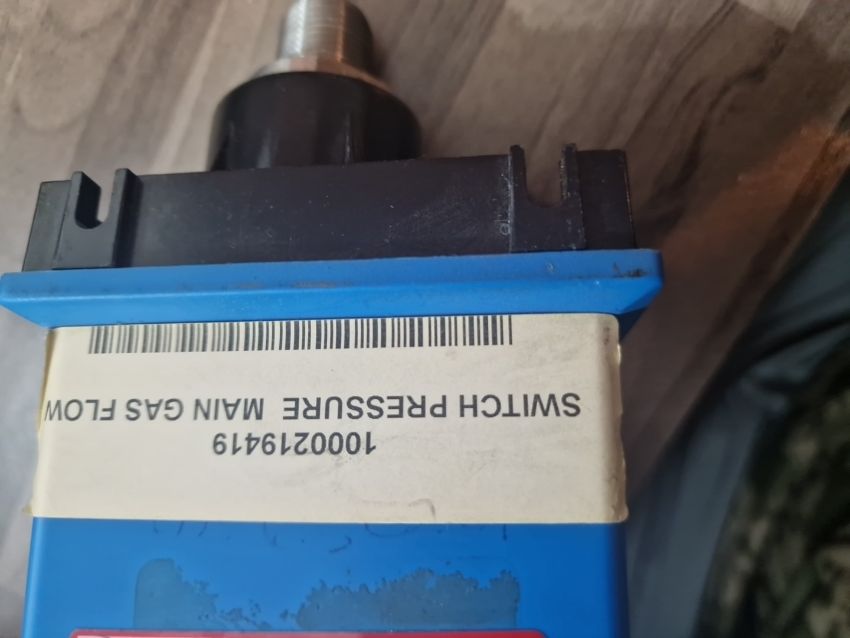 1000219419
SWITCH PRESSURE MAIN GAS FLOW